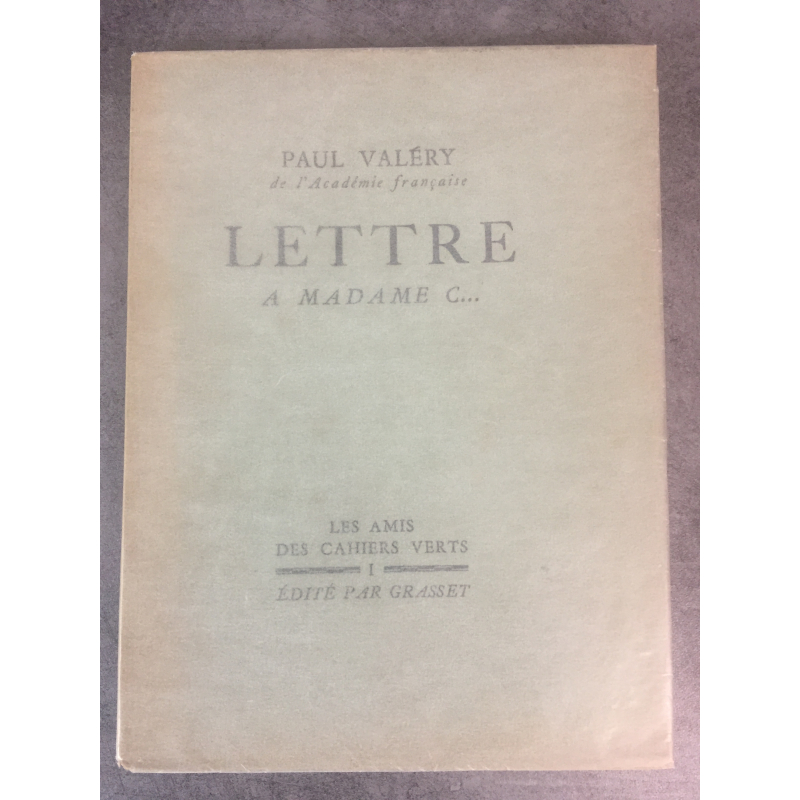 PAUL VALÉRY
de l'Académie française
LETTRE
A MADAME C...
LES AMIS
DES CAHIERS VERTS
I
ÉDITÉ PAR GRASSET